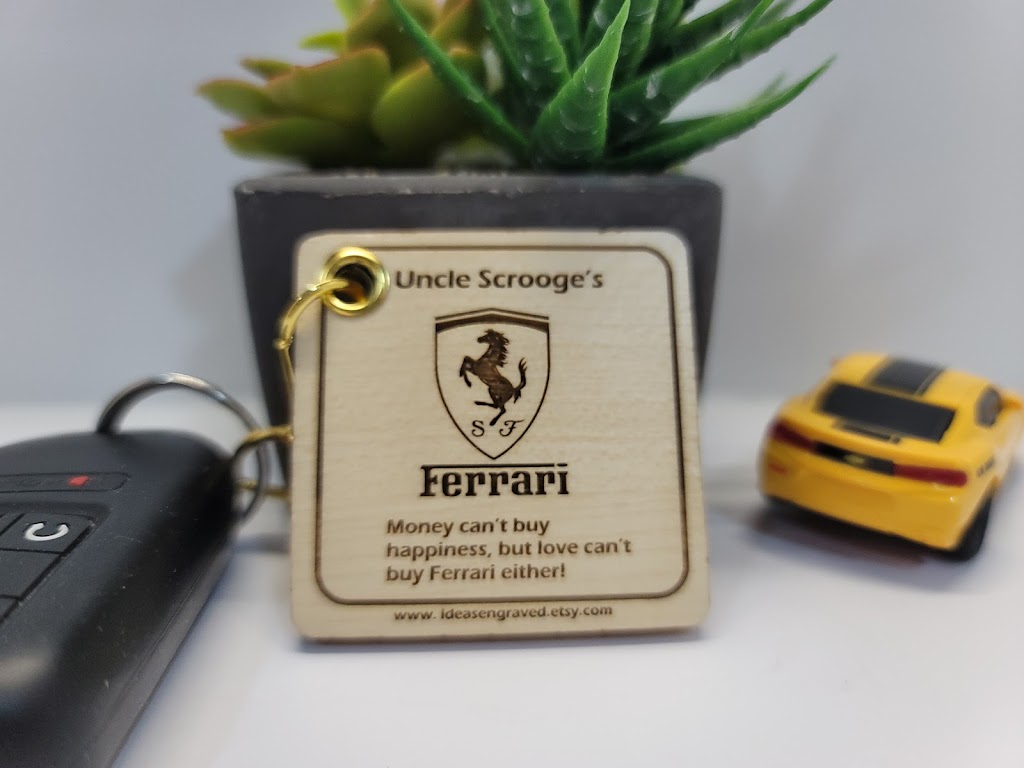 Uncle Scrooge's
S F
Ferrari
Money can't buy
happiness, but love can't
buy Ferrari either!
www. ideasengraved.etsy.com